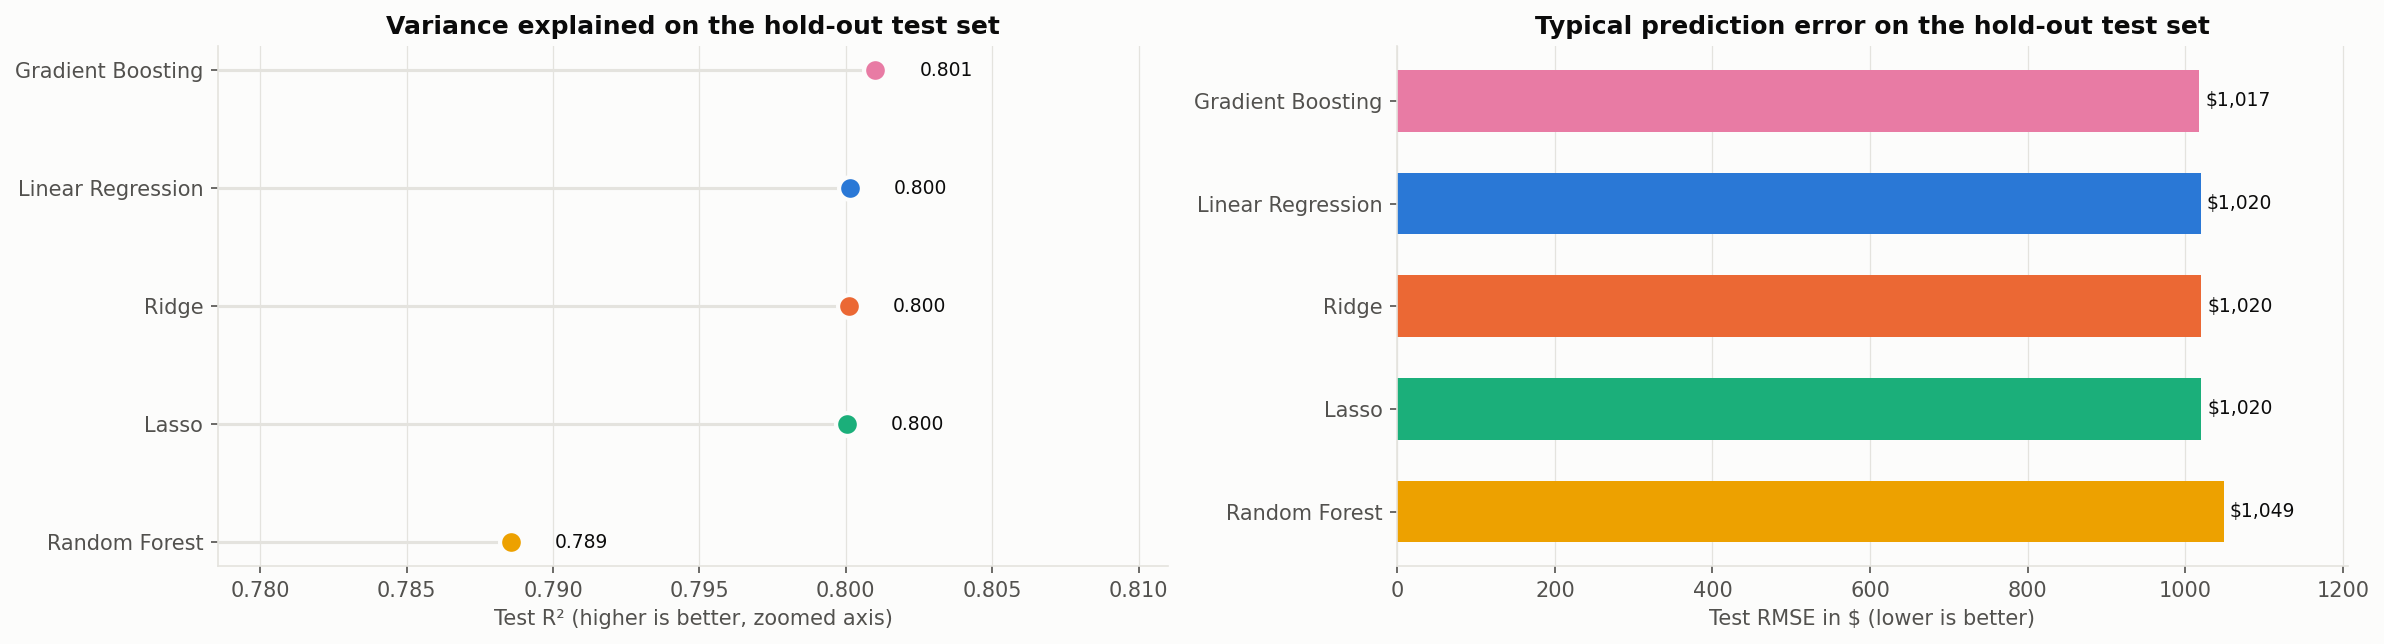 Variance explained on the hold-out test set
Gradient Boosting
0.801
Linear Regression
0.800
Ridge
0.800
Lasso
0.800
Random Forest
0.789
0.780 0.785 0.790 0.795 0.800 0.805 0.810
Test R² (higher is better, zoomed axis)
Typical prediction error on the hold-out test set
Gradient Boosting
$1,017
Linear Regression
$1,020
Ridge
$1,020
Lasso
$1,020
Random Forest
$1,049
0 200 400 600 800 1000 1200
Test RMSE in $ (lower is better)